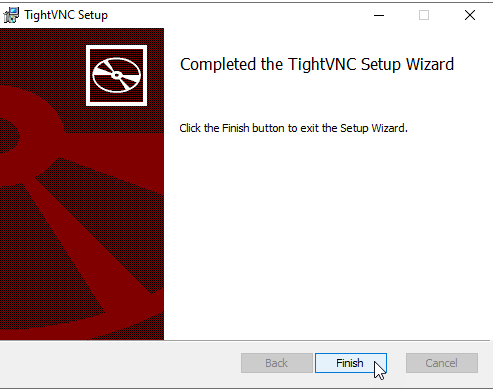 TightVNC Setup
Completed the TightVNC Setup Wizard
Click the Finish button to exit the Setup Wizard.
Back
Finish
Cancel